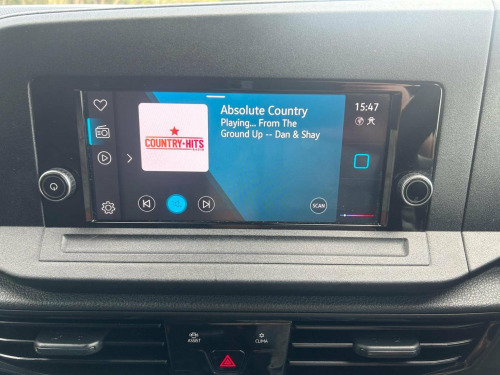 Absolute Country
Playing... From The
Ground Up -- Dan & Shay
15:47
COUNTRY★HITS
SCAN
ASSIST
CLIMA